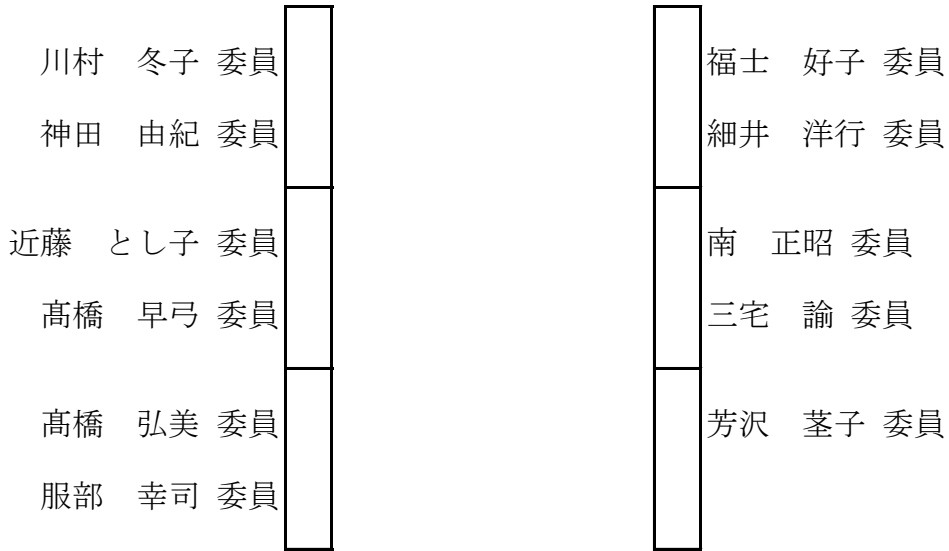 川村　冬子 委員
神田　由紀 委員
近藤　とし子 委員
髙橋　早弓 委員
髙橋　弘美 委員
服部　幸司 委員
福士　好子 委員
細井　洋行 委員
南　正昭 委員
三宅　諭 委員
芳沢　茎子 委員